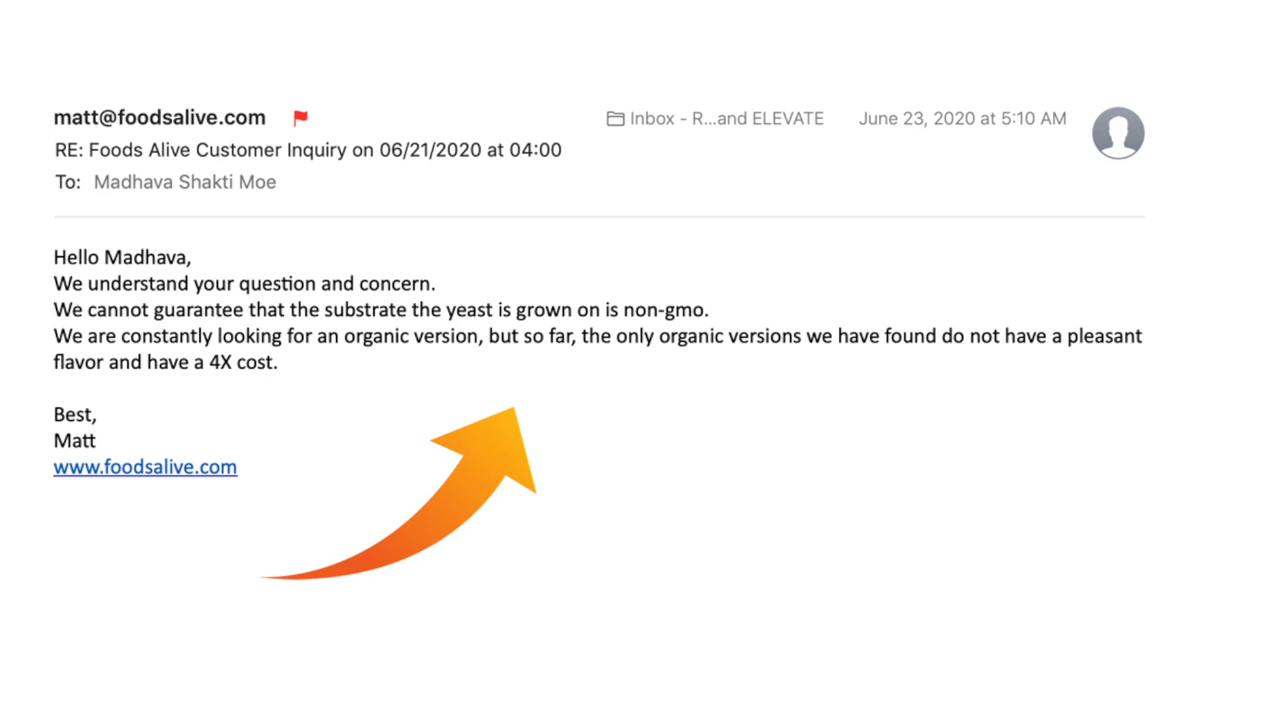 matt@foodsalive.com
Inbox - R...and ELEVATE
June 23, 2020 at 5:10 AM
RE: Foods Alive Customer Inquiry on 06/21/2020 at 04:00
To: Madhava Shakti Moe
Hello Madhava,
We understand your question and concern.
We cannot guarantee that the substrate the yeast is grown on is non-gmo.
We are constantly looking for an organic version, but so far, the only organic versions we have found do not have a pleasant
flavor and have a 4X cost.
Best,
Matt
www.foodsalive.com